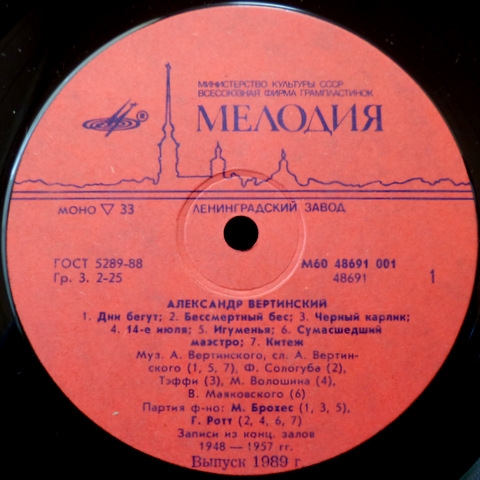 МИНИСТЕРСТВО КУЛЬТУРЫ СССР
ВСЕСОЮЗНАЯ ФИРМА ГРАМПЛАСТИНОК
МЕЛОДИЯ
МОНО ▽ 33 ЛЕНИНГРАДСКИЙ ЗАВОД
ГОСТ 5289-88 М60 48691 001
Гр. 3. 2-25 48691 1
АЛЕКСАНДР ВЕРТИНСКИЙ
1. Дни бегут; 2. Бессмертный бес; 3. Черный карлик;
4. 14-е июля; 5. Игуменья; 6. Сумасшедший
маэстро; 7. Китеж
Муз. А. Вертинского, сл. А. Вертин-
ского (1, 5, 7), Ф. Сологуба (2),
Тэффи (3), М. Волошина (4),
В. Маяковского (6)
Партия ф-но: М. Брохес (1, 3, 5),
Г. Ротт (2, 4, 6, 7)
Записи из конц. залов
1948—1957 гг.
Выпуск 1989 г.